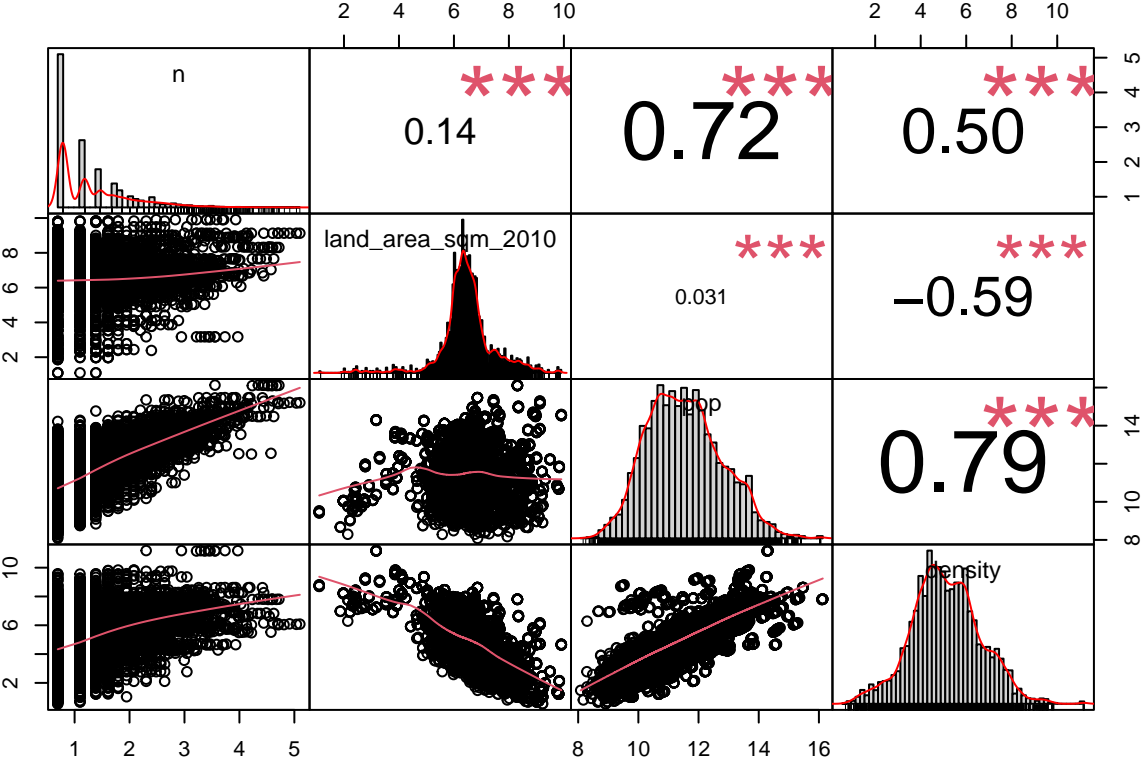 2 4 6 8 10 2 4 6 8 10
n *** 0.14 *** 0.72 *** 0.50 1 2 3 4 5
2 4 6 8 land_area_sqm_2010 *** 0.031 *** −0.59
pop *** 0.79 8 10 14
2 6 10 density
1 2 3 4 5 8 10 12 14 16